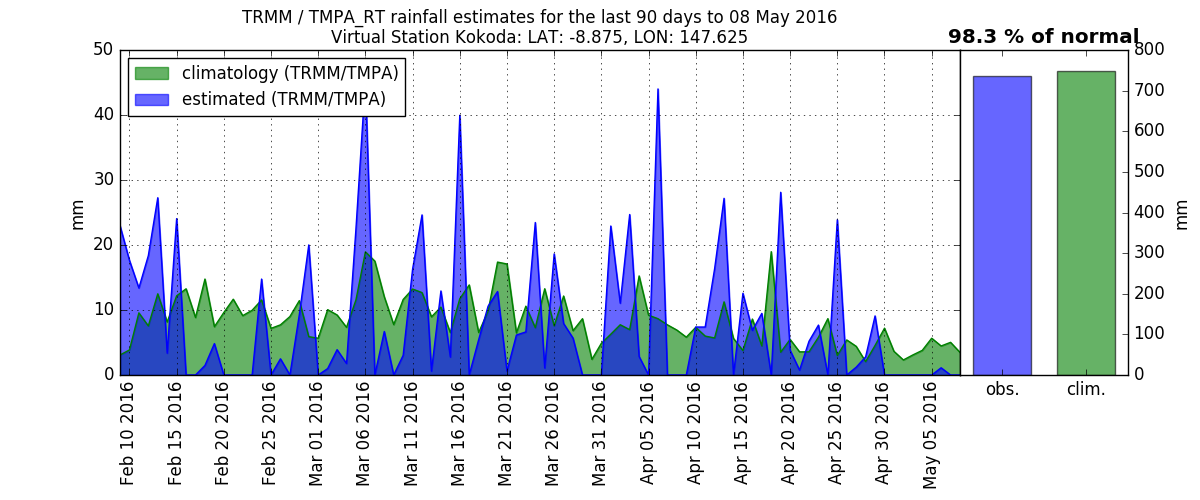 TRMM / TMPA_RT rainfall estimates for the last 90 days to 08 May 2016
Virtual Station Kokoda: LAT: -8.875, LON: 147.625
98.3 % of normal
climatology (TRMM/TMPA)
estimated (TRMM/TMPA)
mm
50
40
30
20
10
0
Feb 10 2016
Feb 15 2016
Feb 20 2016
Feb 25 2016
Mar 01 2016
Mar 06 2016
Mar 11 2016
Mar 16 2016
Mar 21 2016
Mar 26 2016
Mar 31 2016
Apr 05 2016
Apr 10 2016
Apr 15 2016
Apr 20 2016
Apr 25 2016
Apr 30 2016
May 05 2016
obs.
clim.
800
700
600
500
400
300
200
100
0
mm